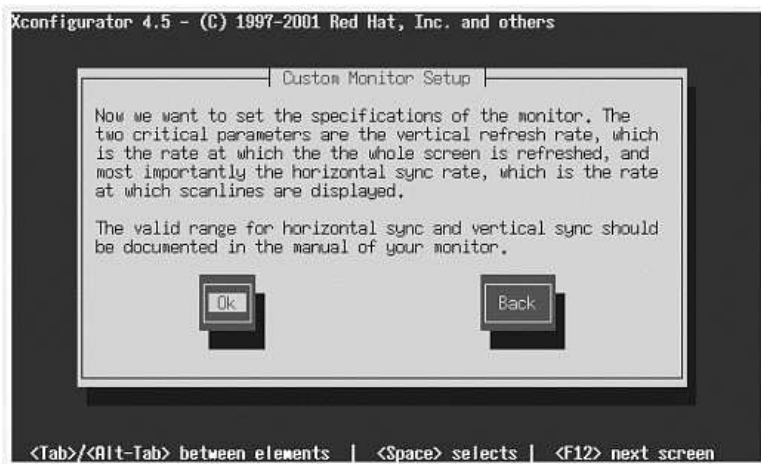 Xconfigurator 4.5 - (C) 1997-2001 Red Hat, Inc. and others
Custom Monitor Setup
Now we want to set the specifications of the monitor. The
two critical parameters are the vertical refresh rate, which
is the rate at which the the whole screen is refreshed, and
most importantly the horizontal sync rate, which is the rate
at which scanlines are displayed.
The valid range for horizontal sync and vertical sync should
be documented in the manual of your monitor.
Ok
Back
<Tab>/<Alt-Tab> between elements | <Space> selects | <F12> next screen